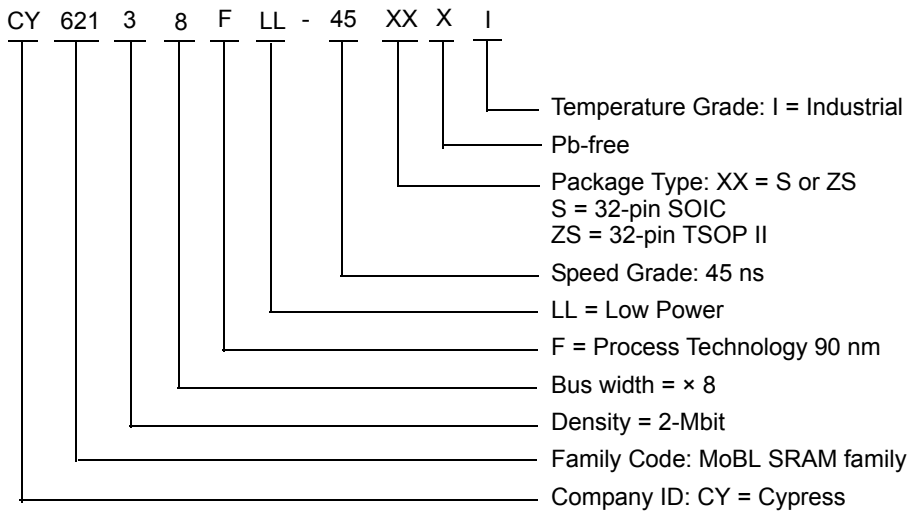 CY 621 3 8 F LL - 45 XX X I
Temperature Grade: I = Industrial
Pb-free
Package Type: XX = S or ZS
S = 32-pin SOIC
ZS = 32-pin TSOP II
Speed Grade: 45 ns
LL = Low Power
F = Process Technology 90 nm
Bus width = × 8
Density = 2-Mbit
Family Code: MoBL SRAM family
Company ID: CY = Cypress